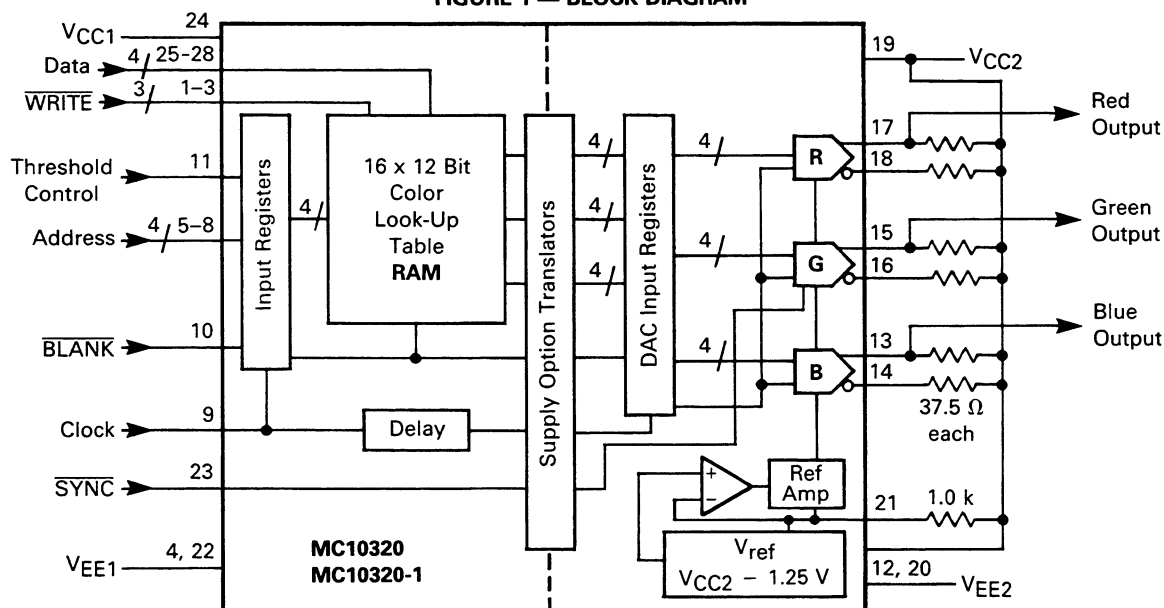 FIGURE 1 — BLOCK DIAGRAM
VCC1
24
Data
4
25–28
WRITE
3
1–3
Threshold
Control
11
Address
4
5–8
BLANK
10
Clock
9
SYNC
23
VEE1
4, 22
Input Registers
4
16 x 12 Bit
Color
Look-Up
Table
RAM
Delay
Supply Option Translators
4
4
4
DAC Input Registers
4
4
4
R
G
B
+
−
Ref
Amp
Vref
VCC2 − 1.25 V
MC10320
MC10320-1
19
VCC2
17
18
Red
Output
15
16
Green
Output
13
14
Blue
Output
37.5 Ω
each
21
1.0 k
12, 20
VEE2